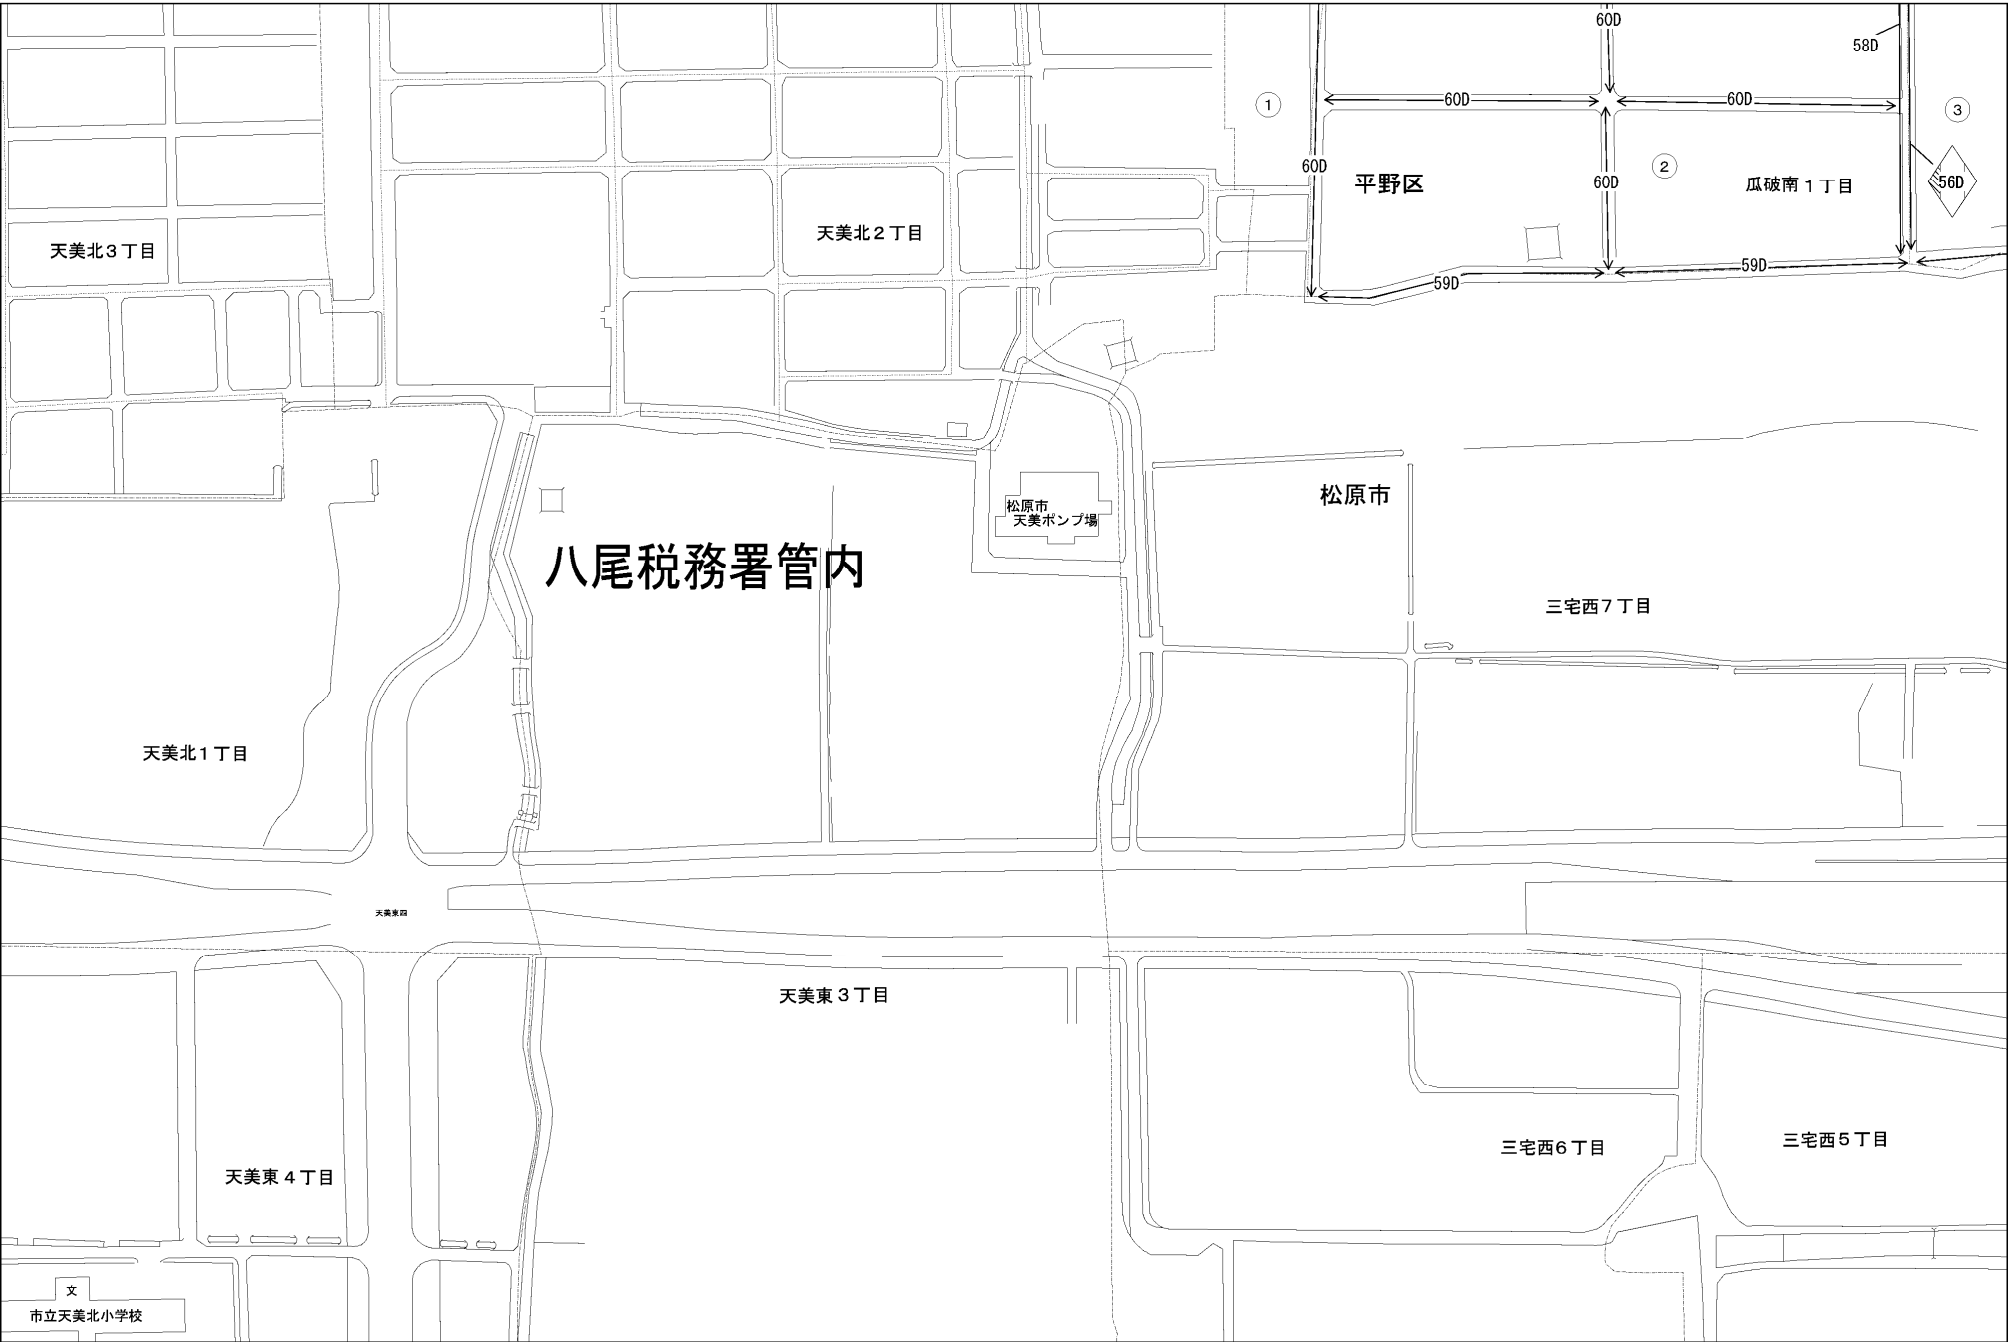 60D
58D
1
60D
60D
3
60D
平野区
60D
2
瓜破南1丁目
56D
天美北3丁目
天美北2丁目
59D
59D
松原市
松原市
天美ポンプ場
八尾税務署管内
三宅西7丁目
天美北1丁目
天美東四
天美東3丁目
三宅西6丁目
三宅西5丁目
天美東4丁目
文
市立天美北小学校